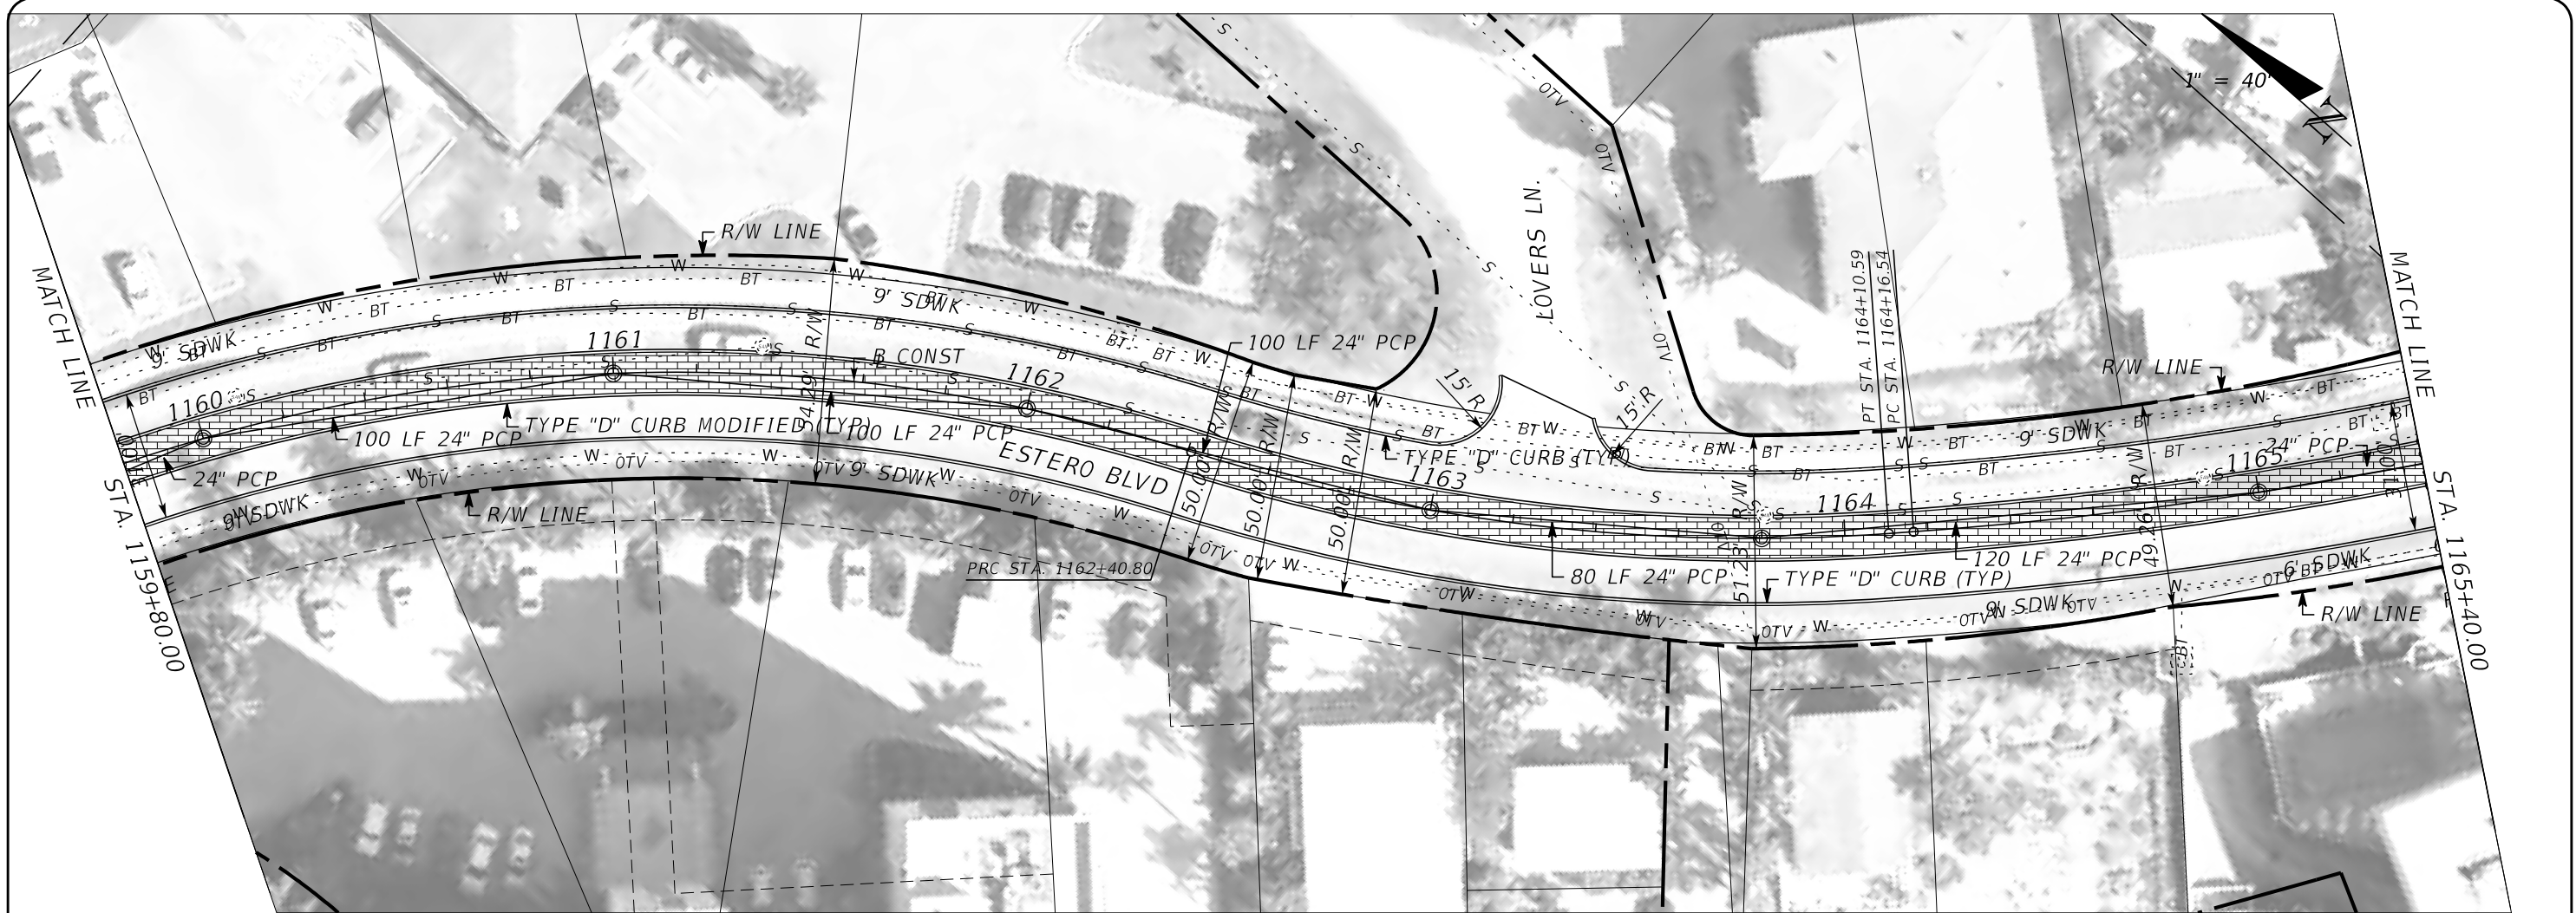 1" = 40'
N
MATCH LINE
STA. 1159+80.00
MATCH LINE
STA. 1165+40.00
R/W LINE
LOVERS LN.
PT STA. 1164+10.59
PC STA. 1164+16.54
9' SDWK
9' SDWK
100 LF 24" PCP
15' R
15' R
R/W LINE
1160
1161
1162
1163
1164
1165
B CONST
54.29' R/W
100 LF 24" PCP
TYPE "D" CURB MODIFIED (TYP)
100 LF 24" PCP
24" PCP
24" PCP
9' SDWK
TYPE "D" CURB (TYP)
ESTERO BLVD
50.00' R/W
50.00' R/W
50.00' R/W
51.23' R/W
49.26' R/W
9' SDWK
9' SDWK
R/W LINE
PRC STA. 1162+40.80
80 LF 24" PCP
TYPE "D" CURB (TYP)
120 LF 24" PCP
9' SDWK
6' SDWK
R/W LINE
W
BT
S
OTV